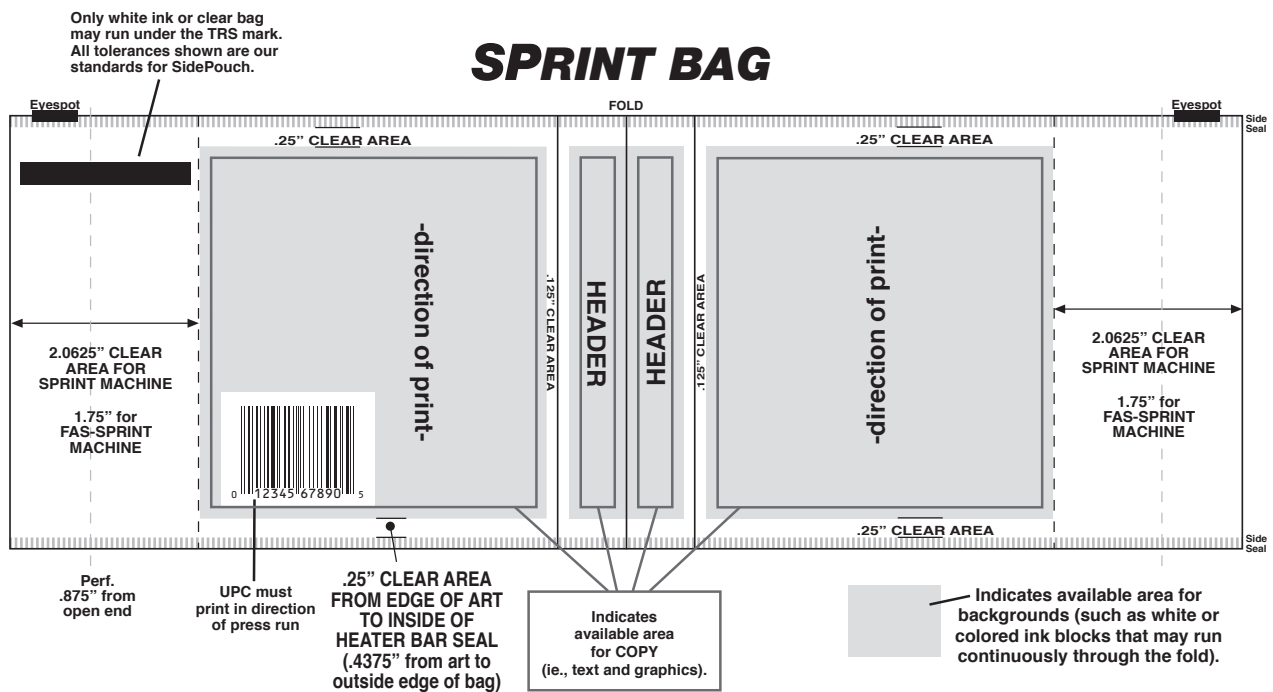 Only white ink or clear bag
may run under the TRS mark.
All tolerances shown are our
standards for SidePouch.
SPRINT BAG
Eyespot
FOLD
Eyespot
Side
Seal
.25” CLEAR AREA
.25” CLEAR AREA
-direction of print-
.125” CLEAR AREA
HEADER
HEADER
.125” CLEAR AREA
-direction of print-
2.0625” CLEAR
AREA FOR
SPRINT MACHINE
1.75” for
FAS-SPRINT
MACHINE
2.0625” CLEAR
AREA FOR
SPRINT MACHINE
1.75” for
FAS-SPRINT
MACHINE
0 12345 67890 5
.25” CLEAR AREA
Side
Seal
Perf.
.875” from
open end
UPC must
print in direction
of press run
.25” CLEAR AREA
FROM EDGE OF ART
TO INSIDE OF
HEATER BAR SEAL
(.4375” from art to
outside edge of bag)
Indicates
available area
for COPY
(ie., text and graphics).
Indicates available area for
backgrounds (such as white or
colored ink blocks that may run
continuously through the fold).